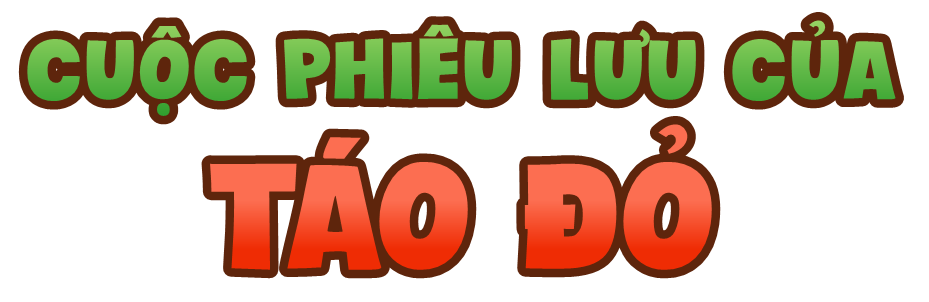 CUỘC PHIÊU LƯU CỦA
TÁO ĐỎ